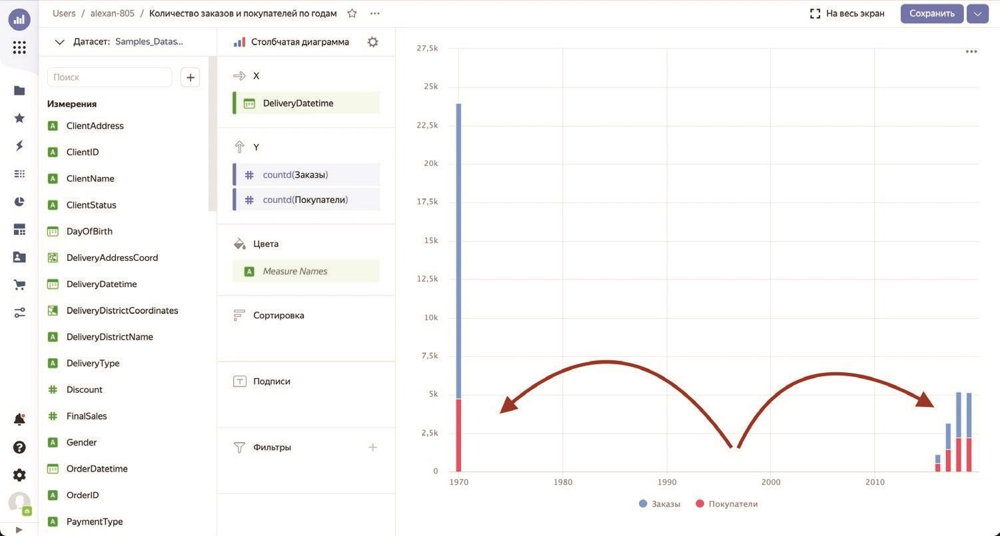 Users / alexan-805 / Количество заказов и покупателей по годам
На весь экран
Сохранить
Датасет: Samples_Datas...
Поиск
Измерения
ClientAddress
ClientID
ClientName
ClientStatus
DayOfBirth
DeliveryAddressCoord
DeliveryDatetime
DeliveryDistrictCoordinates
DeliveryDistrictName
DeliveryType
Discount
FinalSales
Gender
OrderDatetime
OrderID
PaymentType
Столбчатая диаграмма
X
DeliveryDatetime
Y
countd(Заказы)
countd(Покупатели)
Цвета
Measure Names
Сортировка
Подписи
Фильтры
27,5k
25k
22,5k
20k
17,5k
15k
12,5k
10k
7,5k
5k
2,5k
0
1970 1980 1990 2000 2010
Заказы Покупатели